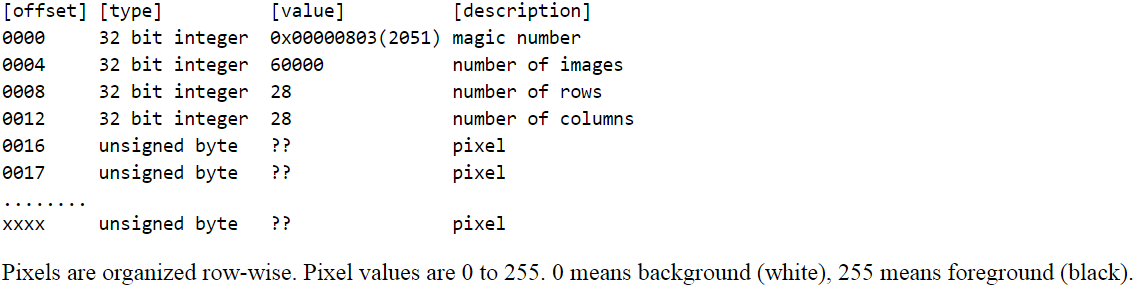 [offset] [type] [value] [description]
0000 32 bit integer 0x00000803(2051) magic number
0004 32 bit integer 60000 number of images
0008 32 bit integer 28 number of rows
0012 32 bit integer 28 number of columns
0016 unsigned byte ?? pixel
0017 unsigned byte ?? pixel
........
xxxx unsigned byte ?? pixel
Pixels are organized row-wise. Pixel values are 0 to 255. 0 means background (white), 255 means foreground (black).